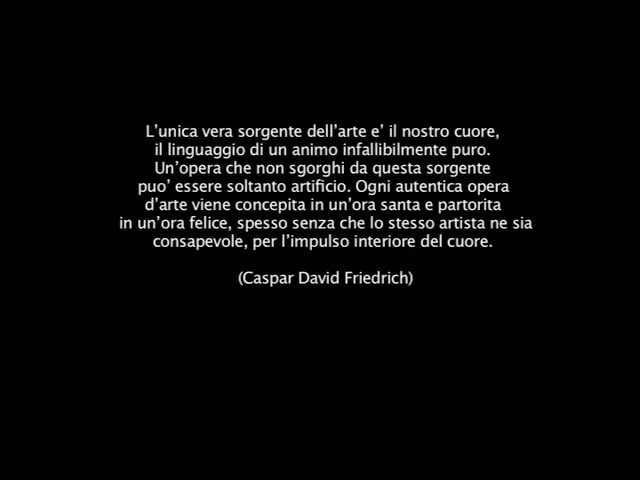 L’unica vera sorgente dell’arte e’ il nostro cuore,
il linguaggio di un animo infallibilmente puro.
Un’opera che non sgorghi da questa sorgente
puo’ essere soltanto artificio. Ogni autentica opera
d’arte viene concepita in un’ora santa e partorita
in un’ora felice, spesso senza che lo stesso artista ne sia
consapevole, per l’impulso interiore del cuore.
(Caspar David Friedrich)